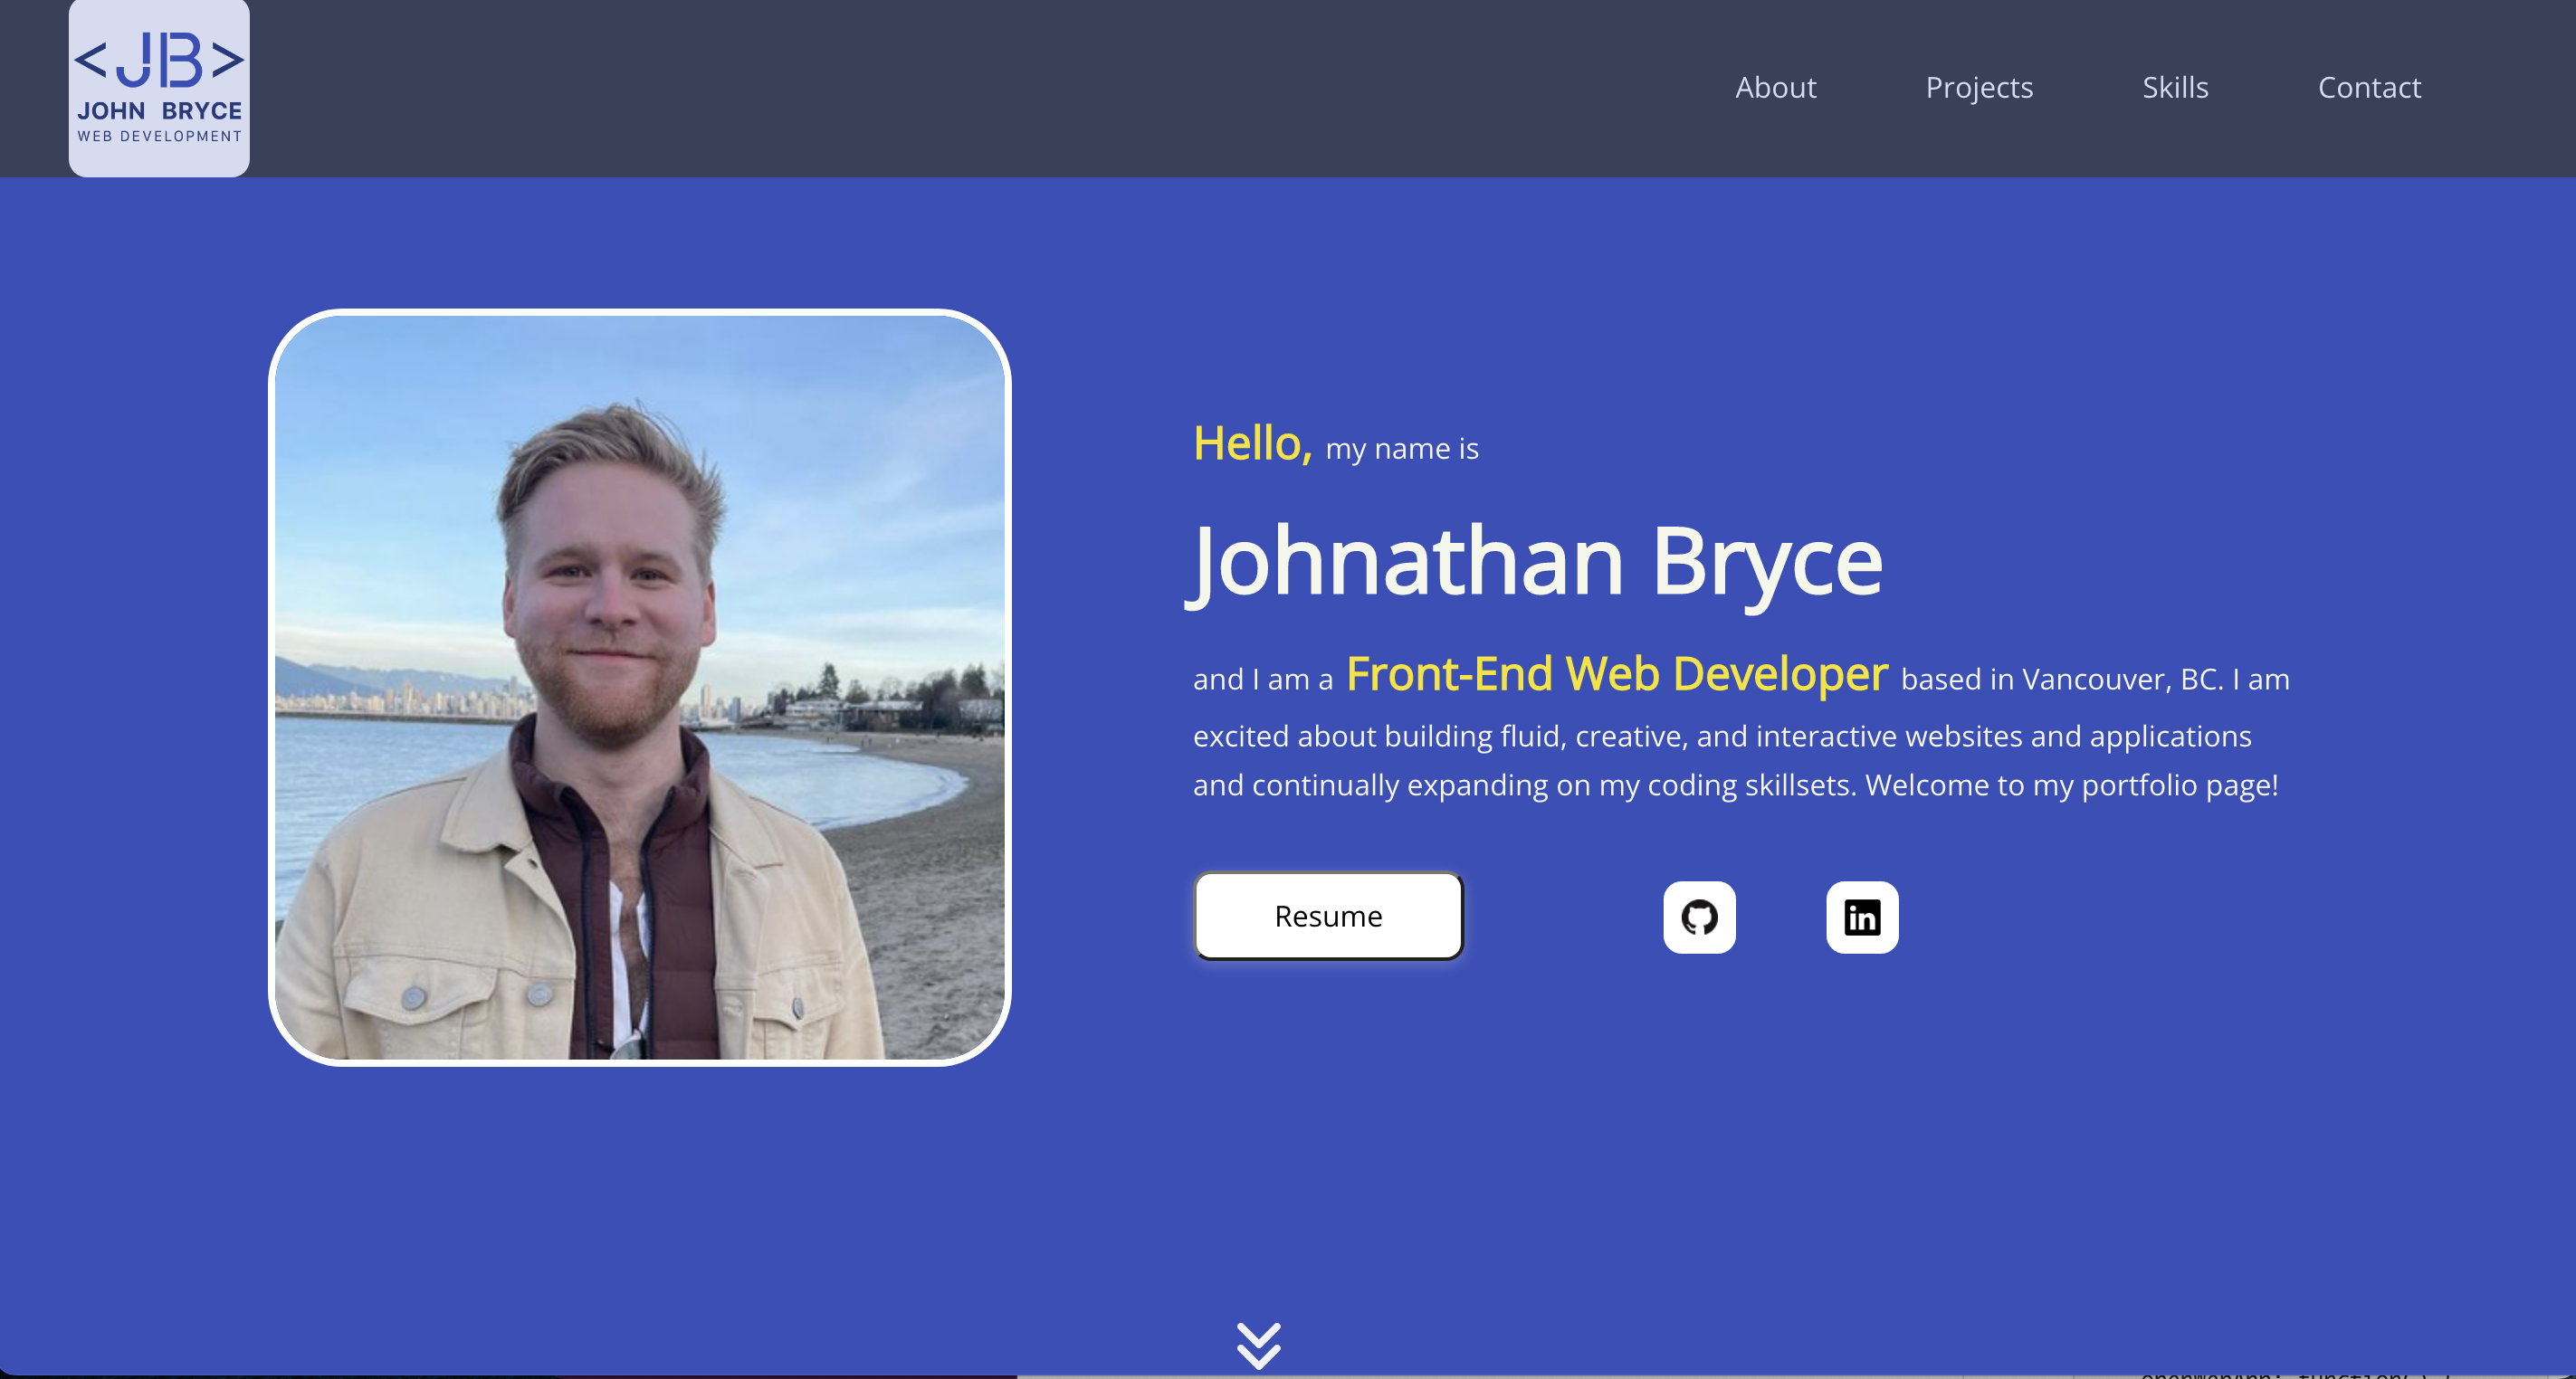 <JB>
JOHN BRYCE
WEB DEVELOPMENT
About Projects Skills Contact
Hello, my name is
Johnathan Bryce
and I am a Front-End Web Developer based in Vancouver, BC. I am
excited about building fluid, creative, and interactive websites and applications
and continually expanding on my coding skillsets. Welcome to my portfolio page!
Resume
in